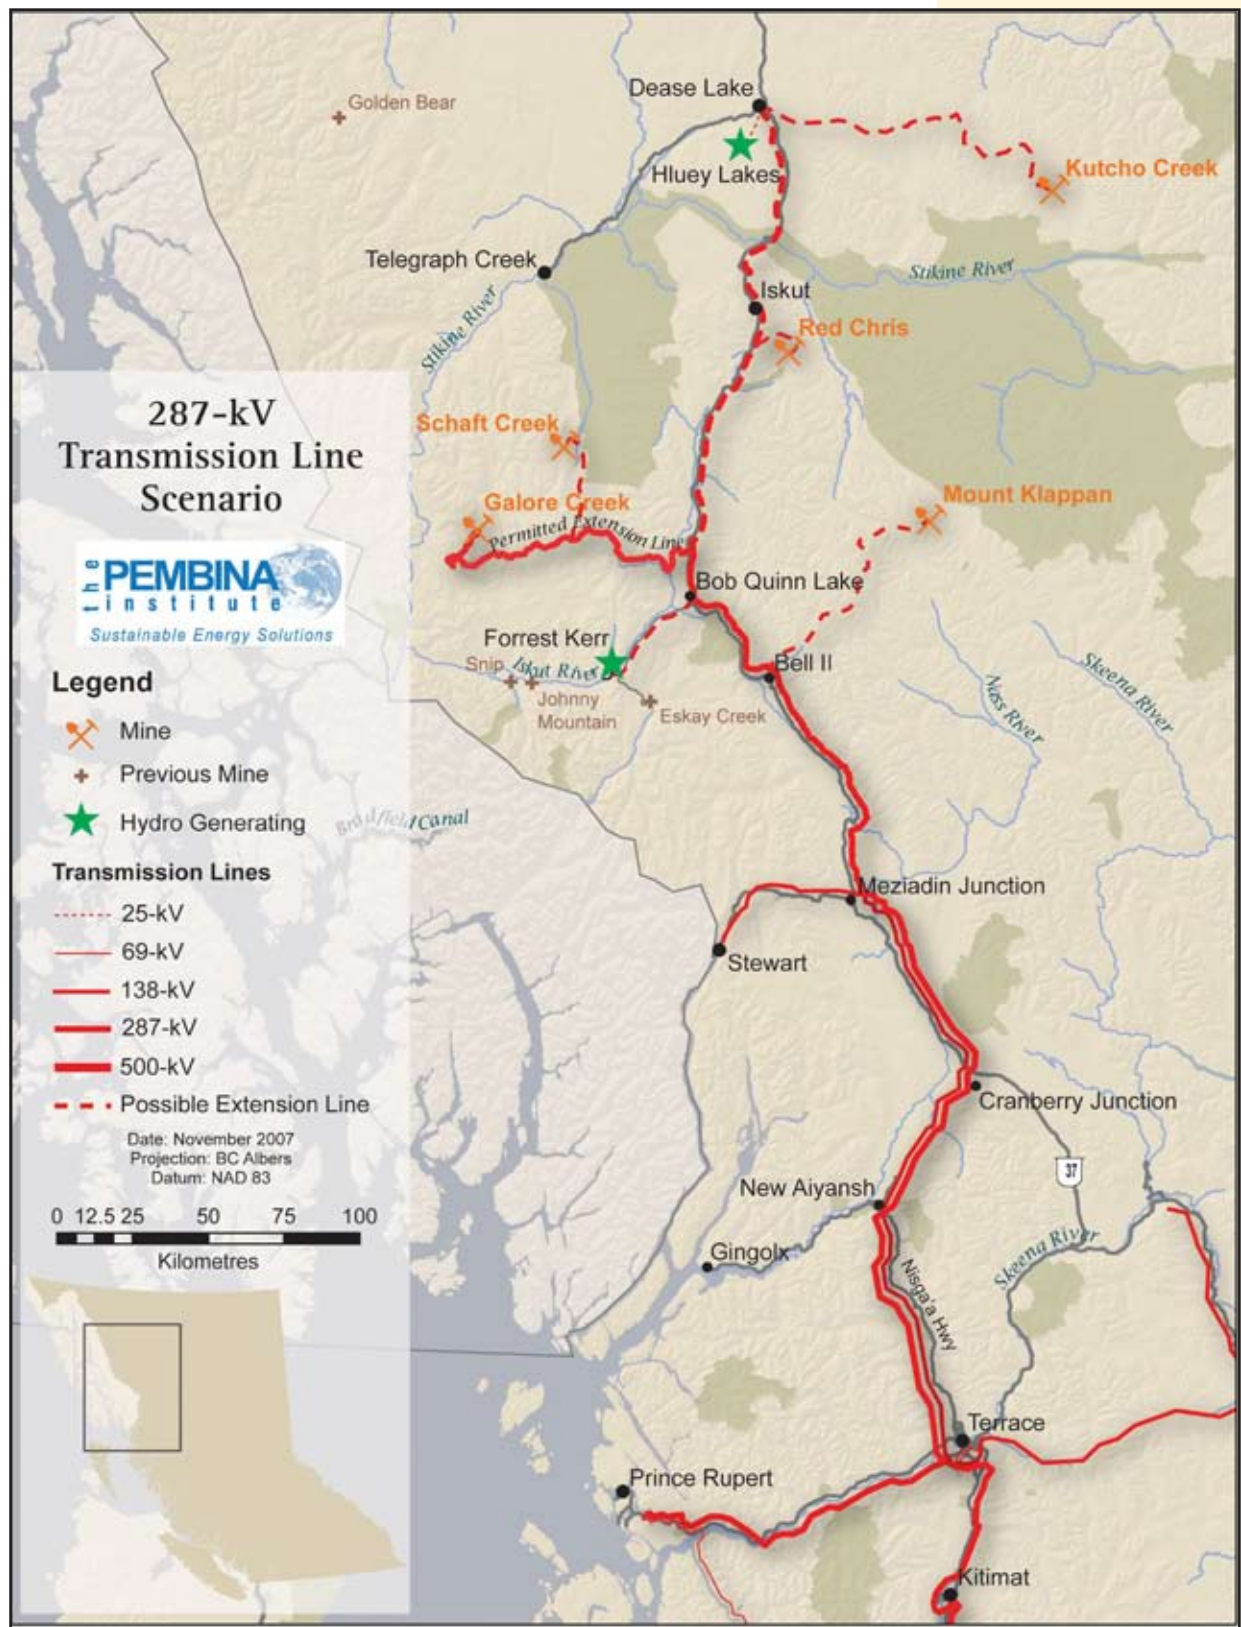 Dease Lake
Golden Bear
Kutcho Creek
Hluey Lakes
Telegraph Creek
Stikine River
Iskut
Stikine River
Red Chris
287-kV
Transmission Line
Scenario
Schaft Creek
Galore Creek
Mount Klappan
Permitted Extension Line
the
PEMBINA
institute
Sustainable Energy Solutions
Bob Quinn Lake
Forrest Kerr
Snip
Iskut River
Bell II
Skeena River
Nass River
Johnny
Mountain
Eskay Creek
Legend
Mine
Previous Mine
Hydro Generating
Bradfield Canal
Transmission Lines
25-kV
69-kV
138-kV
287-kV
500-kV
Possible Extension Line
Date: November 2007
Projection: BC Albers
Datum: NAD 83
0 12.5 25 50 75 100
Kilometres
Meziadin Junction
Stewart
Cranberry Junction
37
New Aiyansh
Gingolx
Skeena River
Nisga'a Hwy
Terrace
Prince Rupert
Kitimat